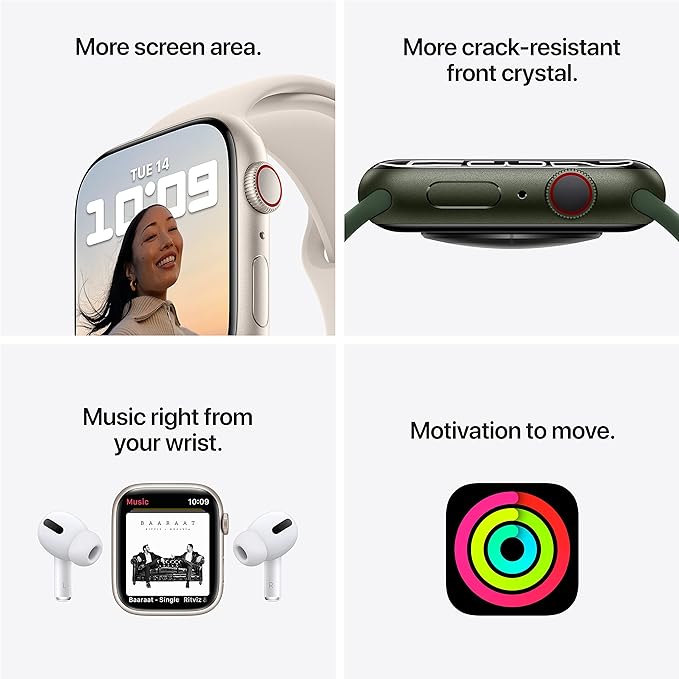 More screen area.
TUE 14
10:09
More crack-resistant
front crystal.
Music right from
your wrist.
Music 10:09
BAARAAT
Baaraat - Single Ritviz
L
R
Motivation to move.